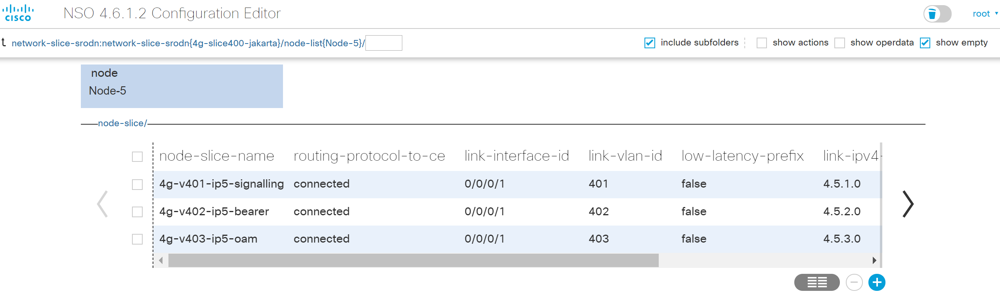 cisco
NSO 4.6.1.2 Configuration Editor
root
network-slice-srodn:network-slice-srodn{4g-slice400-jakarta}/node-list{Node-5}/
include subfolders show actions show operdata show empty
node
Node-5
node-slice/
node-slice-name routing-protocol-to-ce link-interface-id link-vlan-id low-latency-prefix link-ipv4-
4g-v401-ip5-signalling connected 0/0/0/1 401 false 4.5.1.0
4g-v402-ip5-bearer connected 0/0/0/1 402 false 4.5.2.0
4g-v403-ip5-oam connected 0/0/0/1 403 false 4.5.3.0